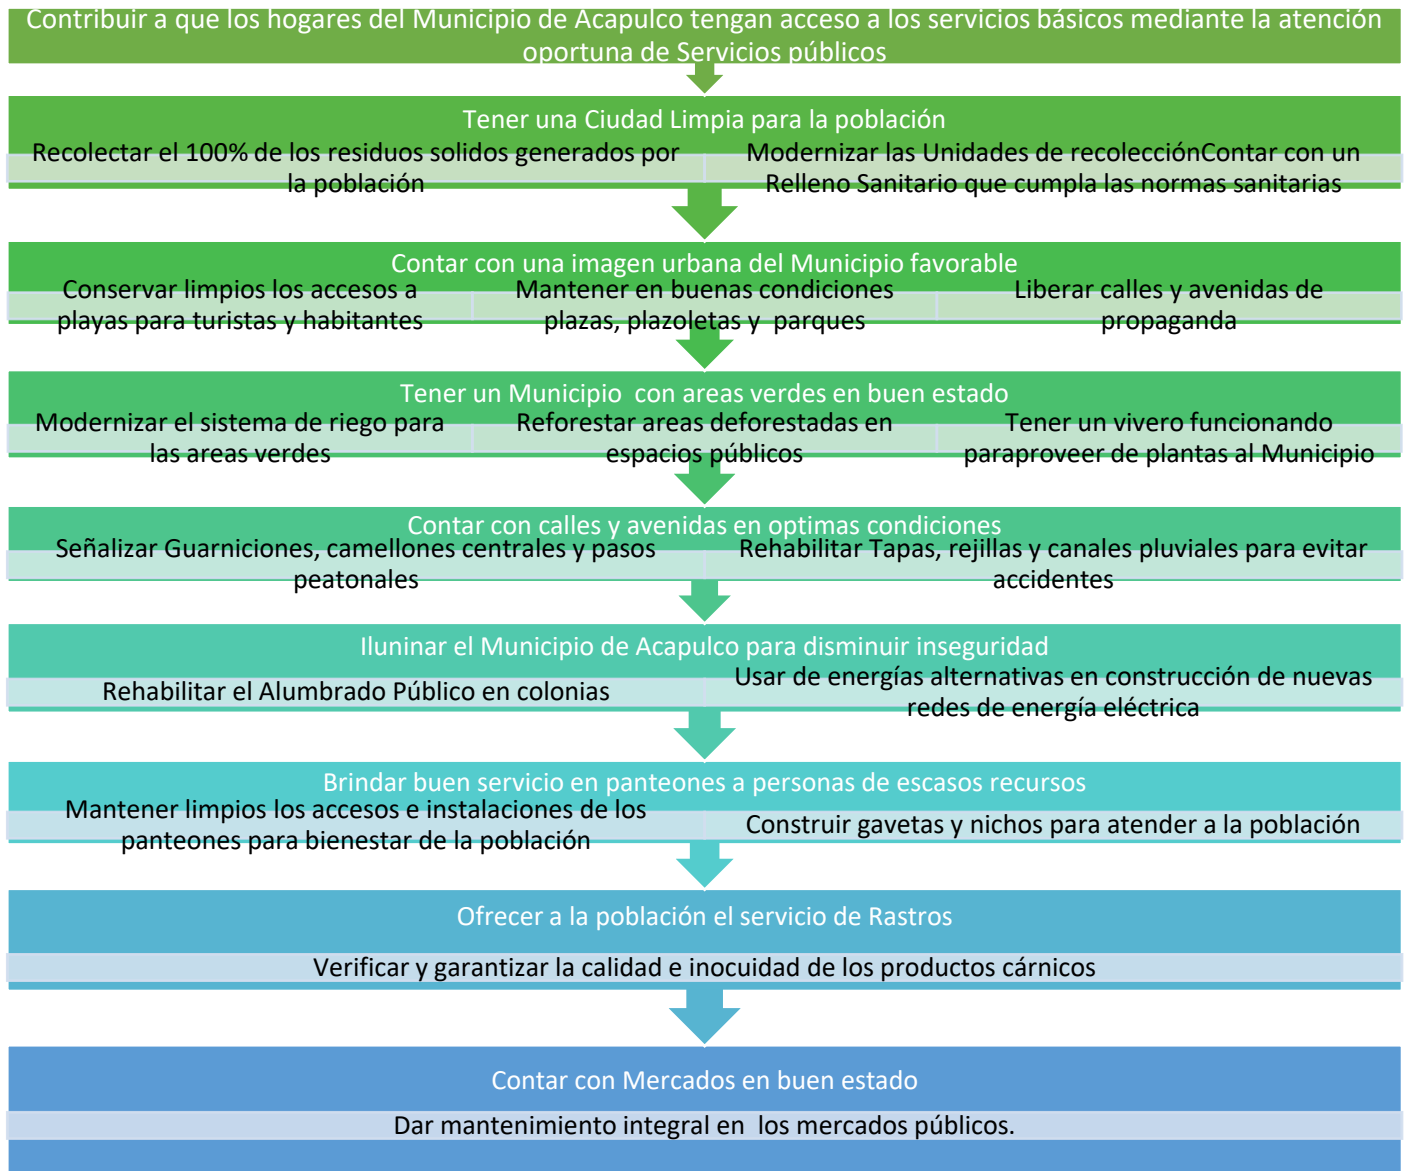 Contribuir a que los hogares del Municipio de Acapulco tengan acceso a los servicios básicos mediante la atención
oportuna de Servicios públicos
Tener una Ciudad Limpia para la población
Recolectar el 100% de los residuos solidos generados por
la población
Modernizar las Unidades de recolecciónContar con un
Relleno Sanitario que cumpla las normas sanitarias
Contar con una imagen urbana del Municipio favorable
Conservar limpios los accesos a
playas para turistas y habitantes
Mantener en buenas condiciones
plazas, plazoletas y  parques
Liberar calles y avenidas de
propaganda
Tener un Municipio  con areas verdes en buen estado
Modernizar el sistema de riego para
las areas verdes
Reforestar areas deforestadas en
espacios públicos
Tener un vivero funcionando
paraproveer de plantas al Municipio
Contar con calles y avenidas en optimas condiciones
Señalizar Guarniciones, camellones centrales y pasos
peatonales
Rehabilitar Tapas, rejillas y canales pluviales para evitar
accidentes
Iluninar el Municipio de Acapulco para disminuir inseguridad
Rehabilitar el Alumbrado Público en colonias
Usar de energías alternativas en construcción de nuevas
redes de energía eléctrica
Brindar buen servicio en panteones a personas de escasos recursos
Mantener limpios los accesos e instalaciones de los
panteones para bienestar de la población
Construir gavetas y nichos para atender a la población
Ofrecer a la población el servicio de Rastros
Verificar y garantizar la calidad e inocuidad de los productos cárnicos
Contar con Mercados en buen estado
Dar mantenimiento integral en  los mercados públicos.